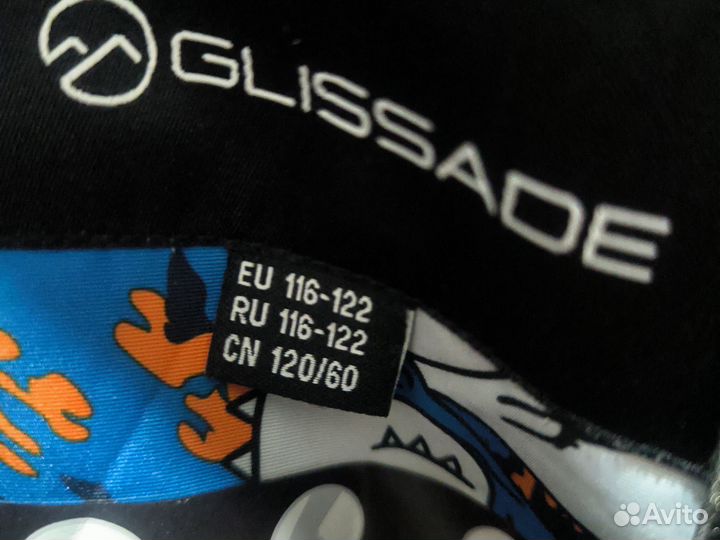 GLISSADE
EU 116-122
RU 116-122
CN 120/60
Avito